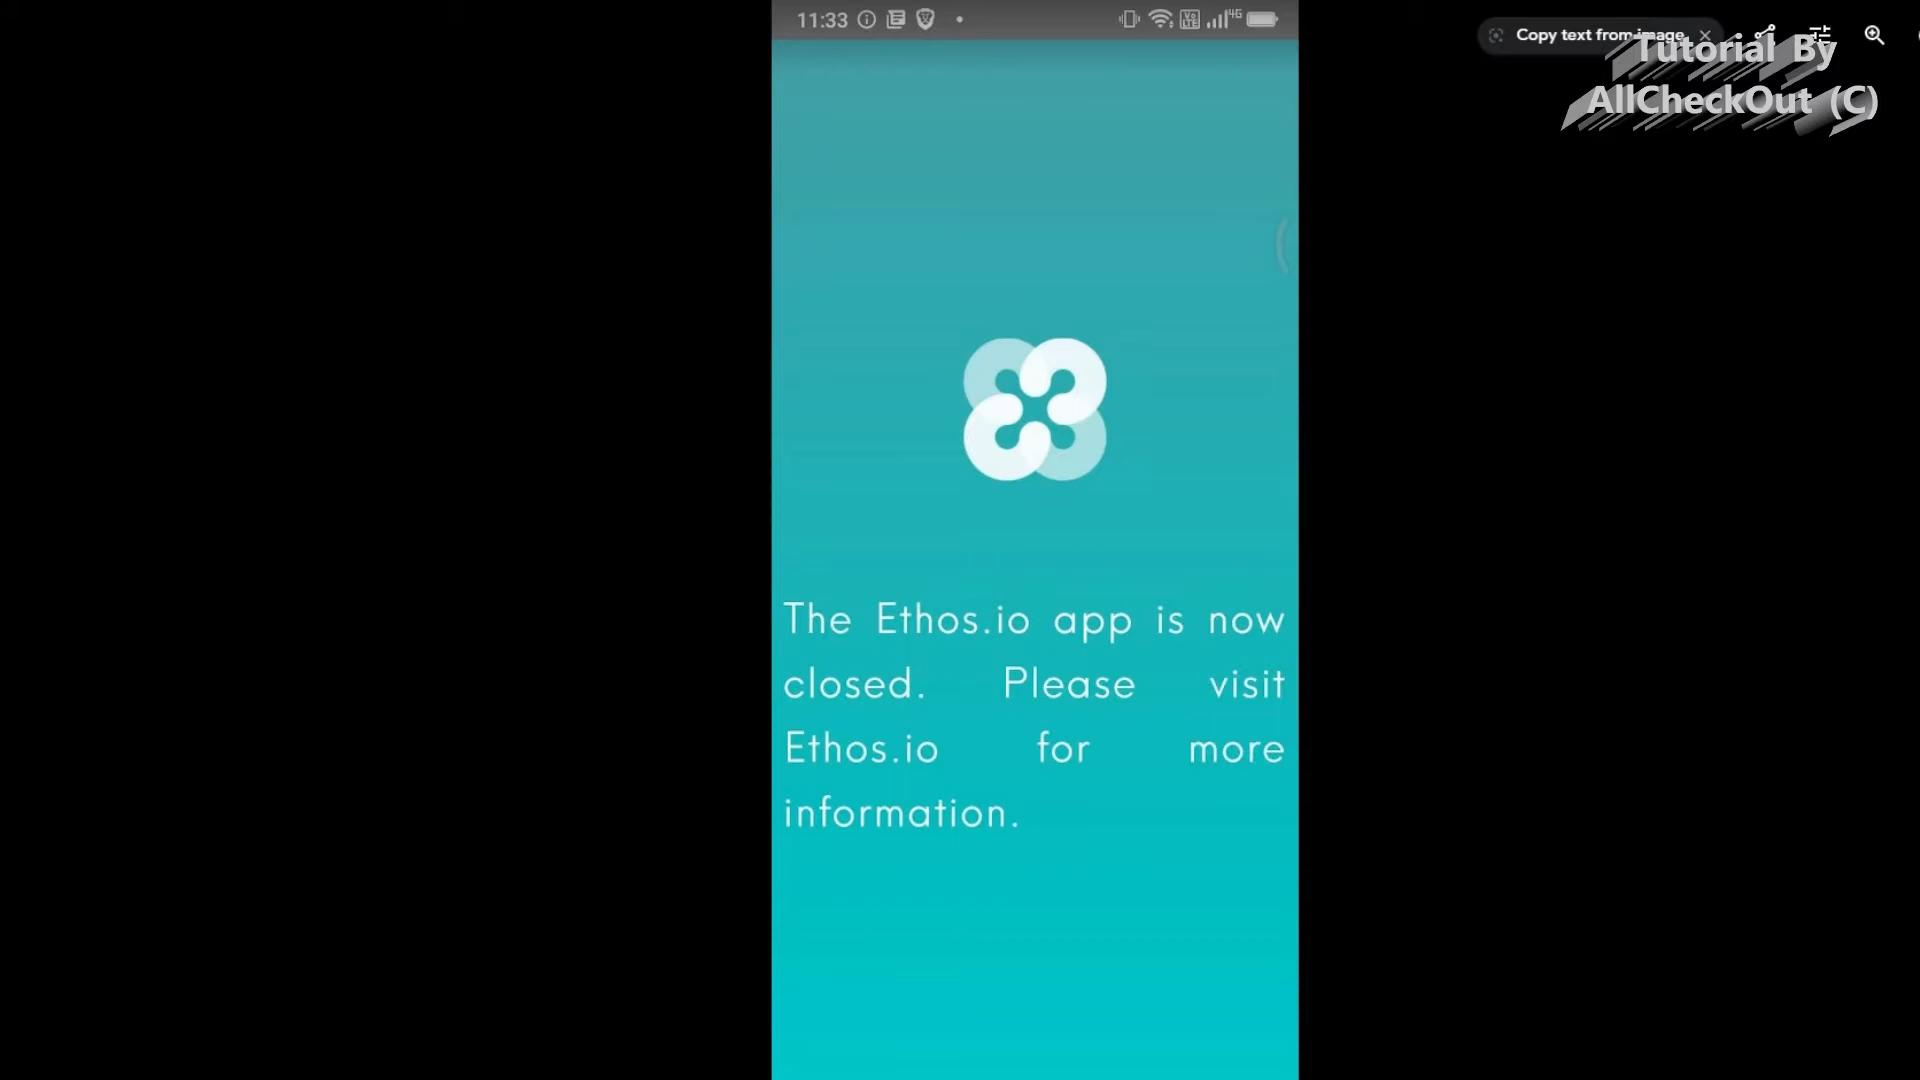 11:33
4G
Copy text from image
Tutorial By
AllCheckOut (C)
The Ethos.io app is now
closed. Please visit
Ethos.io for more
information.